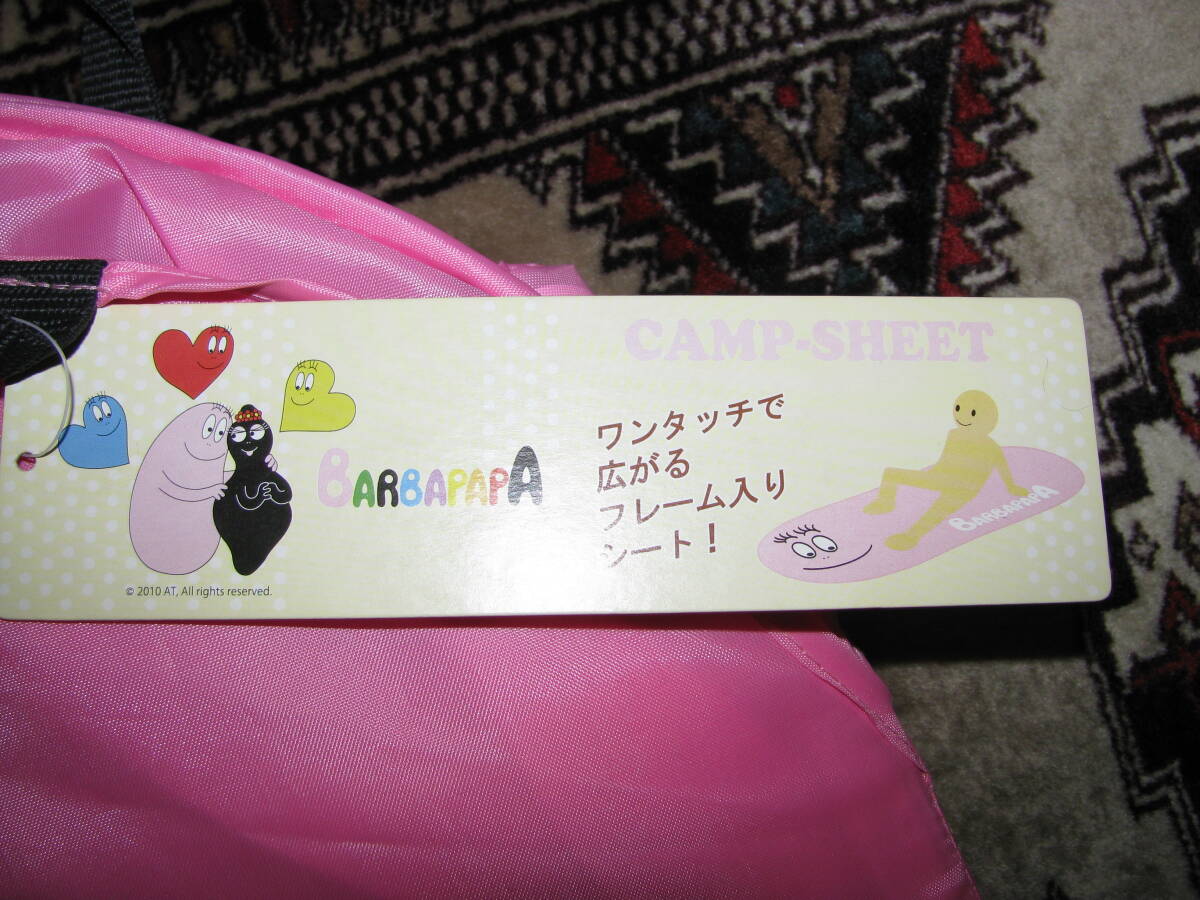 CAMP-SHEET
ワンタッチで
広がる
フレーム入り
シート！
BARBAPAPA
BARBAPAPA
© 2010 AT, All rights reserved.